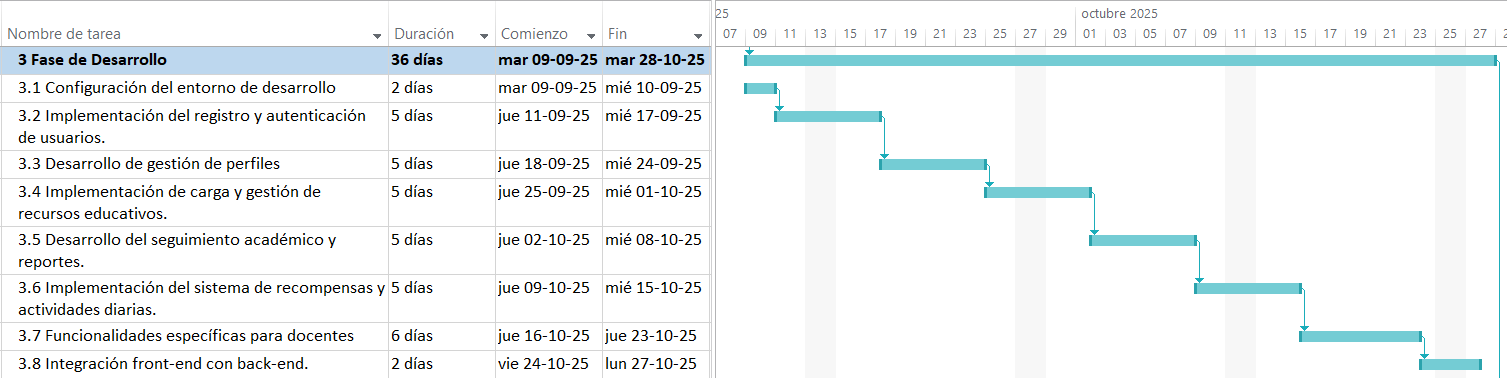 25 octubre 2025
Nombre de tarea Duración Comienzo Fin 07 09 11 13 15 17 19 21 23 25 27 29 01 03 05 07 09 11 13 15 17 19 21 23 25 27 2
3 Fase de Desarrollo 36 días mar 09-09-25 mar 28-10-25
3.1 Configuración del entorno de desarrollo 2 días mar 09-09-25 mié 10-09-25
3.2 Implementación del registro y autenticación 5 días jue 11-09-25 mié 17-09-25
de usuarios.
3.3 Desarrollo de gestión de perfiles 5 días jue 18-09-25 mié 24-09-25
3.4 Implementación de carga y gestión de 5 días jue 25-09-25 mié 01-10-25
recursos educativos.
3.5 Desarrollo del seguimiento académico y 5 días jue 02-10-25 mié 08-10-25
reportes.
3.6 Implementación del sistema de recompensas y 5 días jue 09-10-25 mié 15-10-25
actividades diarias.
3.7 Funcionalidades específicas para docentes 6 días jue 16-10-25 jue 23-10-25
3.8 Integración front-end con back-end. 2 días vie 24-10-25 lun 27-10-25